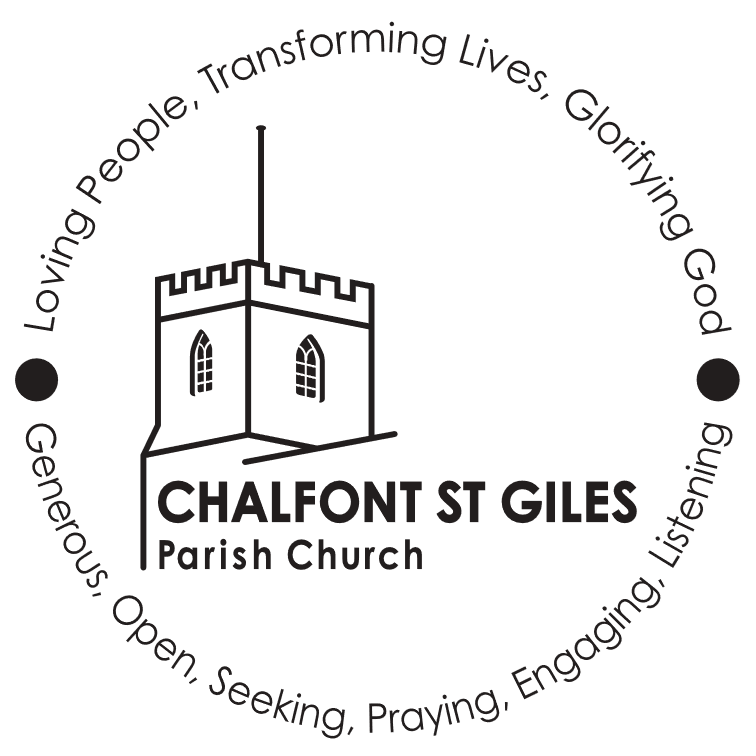 Loving People, Transforming Lives, Glorifying God
CHALFONT ST GILES
Parish Church
Generous, Open, Seeking, Praying, Engaging, Listening